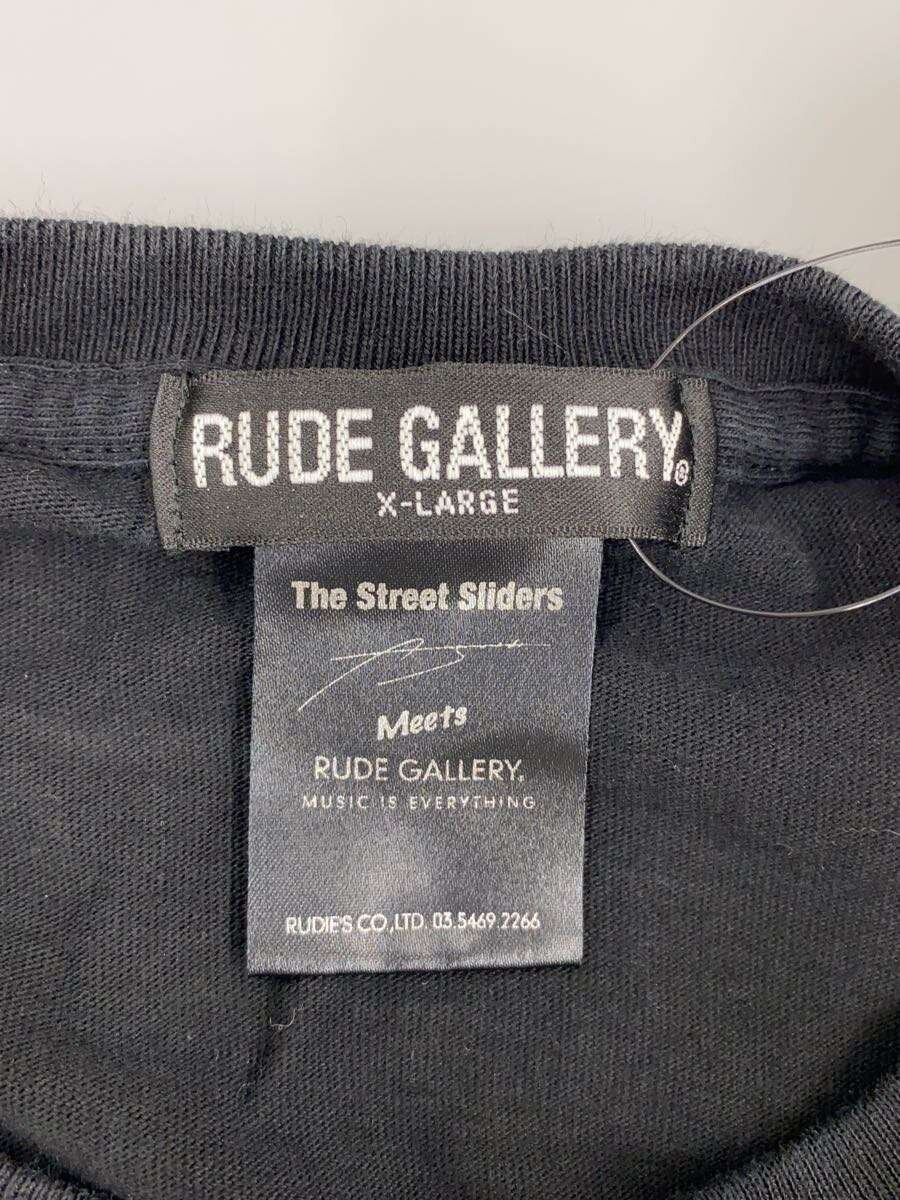 RUDE GALLERY®
X-LARGE
The Street Sliders
Meets
RUDE GALLERY.
MUSIC IS EVERYTHING
RUDIE'S CO.,LTD. 03.5469.2266